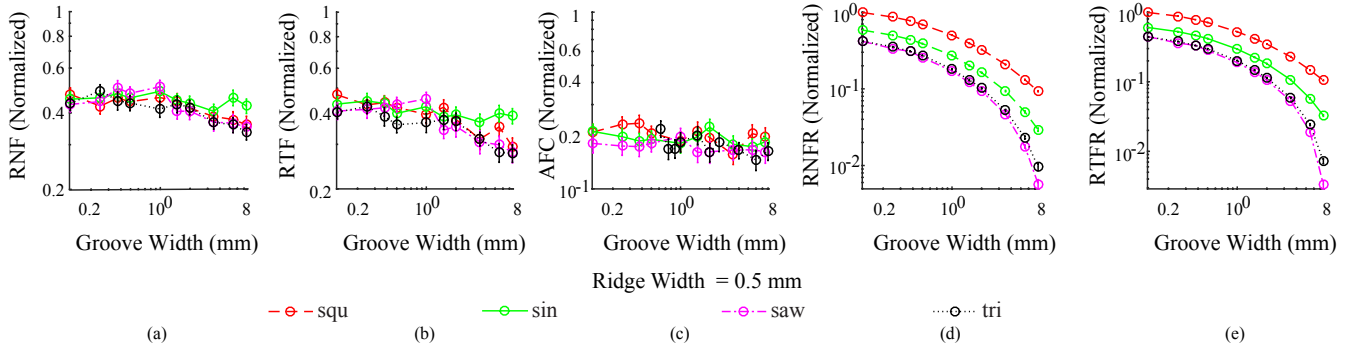 RNF (Normalized)
1
0.8
0.6
0.4
0.2
0.2
10^0
8
Groove Width (mm)
RTF (Normalized)
1
0.8
0.6
0.4
0.2
0.2
10^0
8
Groove Width (mm)
AFC (Normalized)
1
0.8
0.6
0.4
0.2
10^-1
0.2
10^0
8
Groove Width (mm)
RNFR (Normalized)
10^0
10^-1
10^-2
0.2
10^0
8
Groove Width (mm)
RTFR (Normalized)
10^0
10^-1
10^-2
0.2
10^0
8
Groove Width (mm)
Ridge Width = 0.5 mm
squ
sin
saw
tri
(a)
(b)
(c)
(d)
(e)